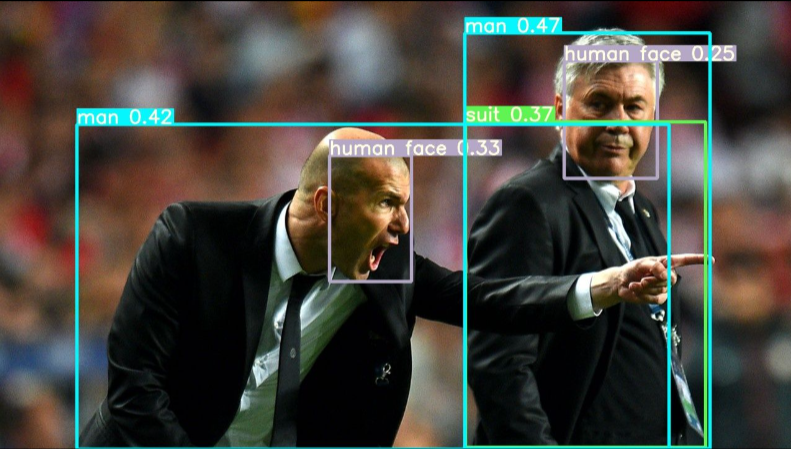 man 0.47
human face 0.25
suit 0.37
man 0.42
human face 0.33